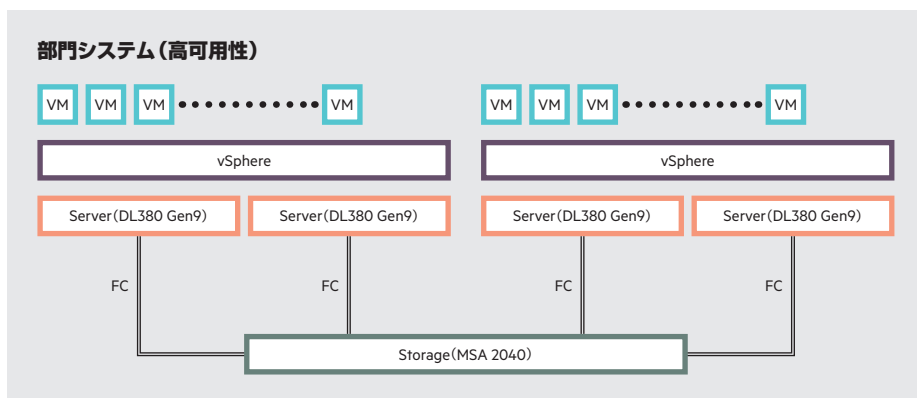 部門システム（高可用性）
VM VM VM VM VM VM VM VM
vSphere vSphere
Server（DL380 Gen9） Server（DL380 Gen9） Server（DL380 Gen9） Server（DL380 Gen9）
FC FC FC FC
Storage（MSA 2040）